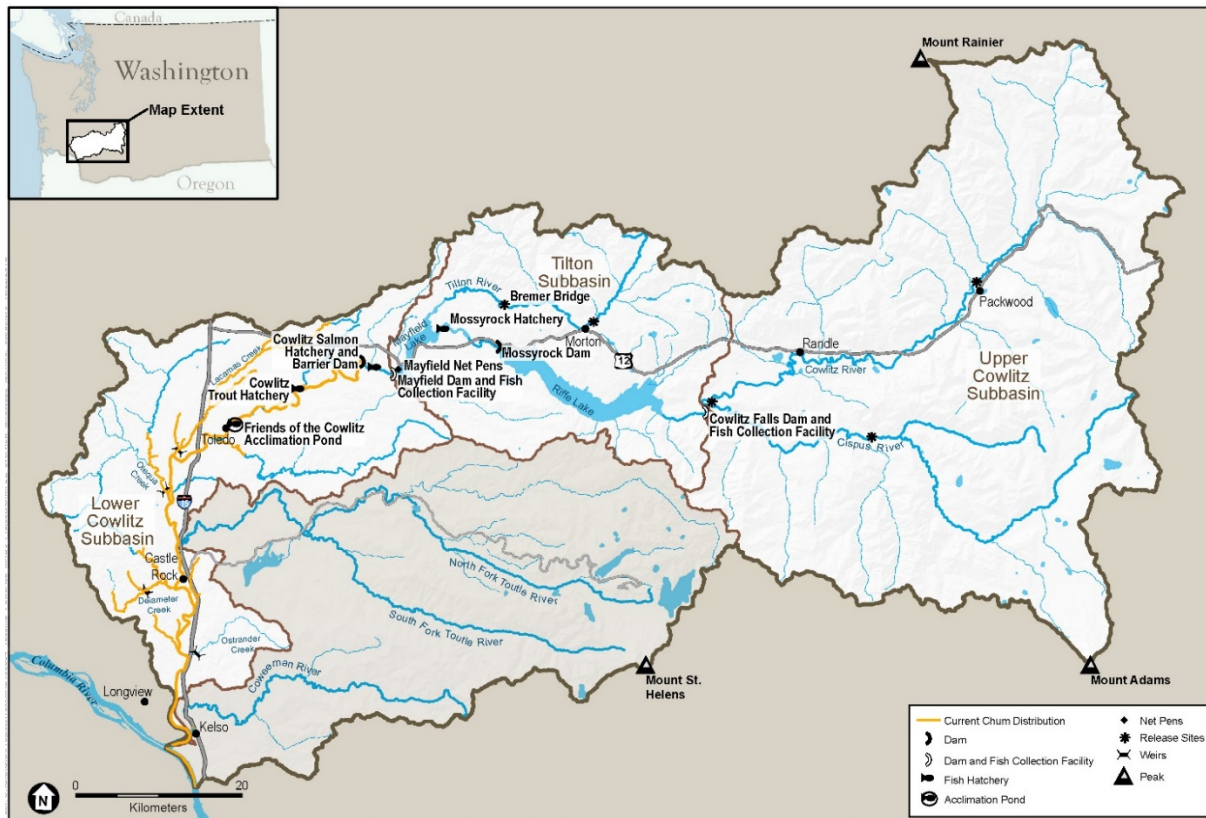 Canada
Washington
Map Extent
Oregon
Mount Rainier
Tilton
Subbasin
Tilton River
Bremer Bridge
Mossyrock Hatchery
Morton
Mossyrock Dam
12
Mayfield
Lake
Mayfield Net Pens
Mayfield Dam and Fish
Collection Facility
Riffe Lake
Cowlitz Salmon
Hatchery and
Barrier Dam
Lacamas Creek
Cowlitz
Trout Hatchery
Friends of the Cowlitz
Acclimation Pond
Toledo
Olequa
Creek
Packwood
Randle
Cowlitz River
Upper
Cowlitz
Subbasin
Cowlitz Falls Dam and
Fish Collection Facility
Cispus River
Lower
Cowlitz
Subbasin
Castle
Rock
Delameter
Creek
Ostrander
Creek
North Fork Toutle River
South Fork Toutle River
Coweeman River
Mount St.
Helens
Mount Adams
Columbia River
Longview
Kelso
N
0
20
Kilometers
Current Chum Distribution
Dam
Dam and Fish Collection Facility
Fish Hatchery
Acclimation Pond
Net Pens
Release Sites
Weirs
Peak